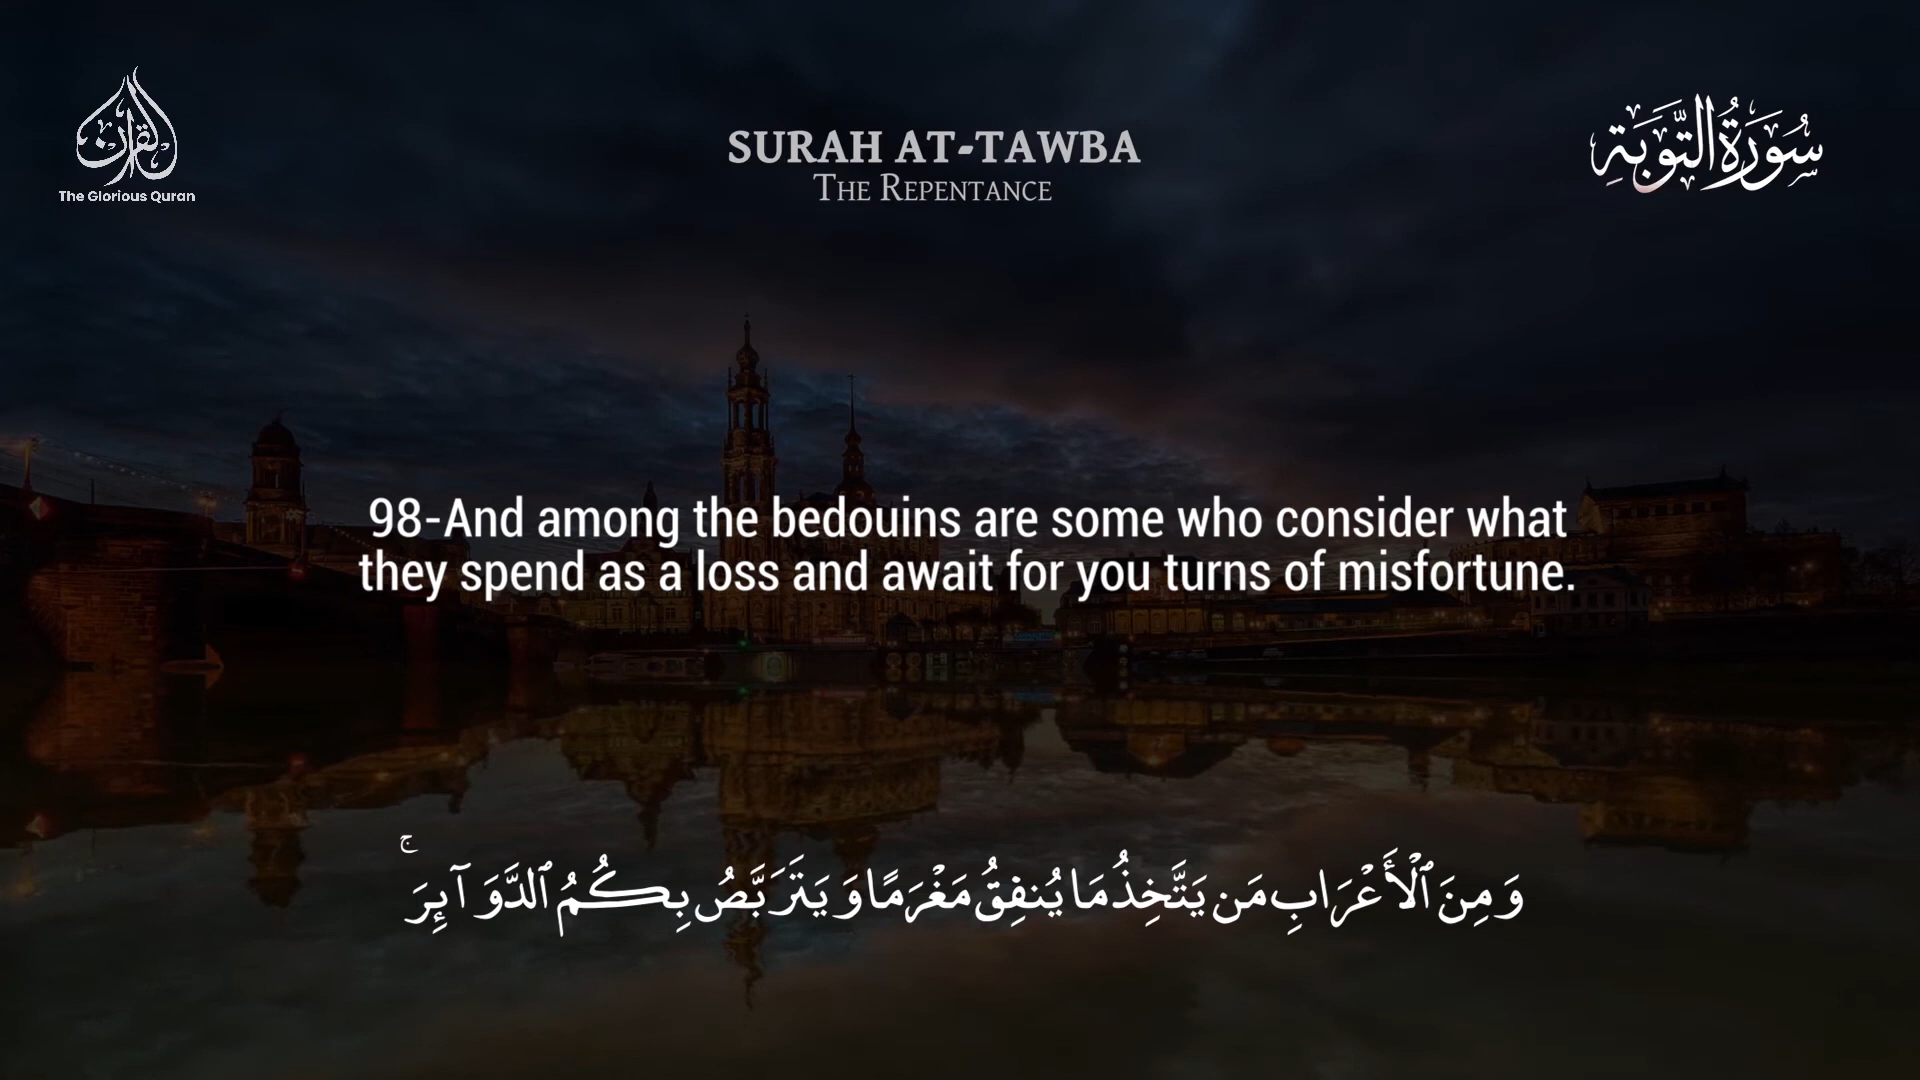 القرآن
The Glorious Quran
SURAH AT-TAWBA
THE REPENTANCE
سُورَةُ التَّوْبَةِ
98-And among the bedouins are some who consider what
they spend as a loss and await for you turns of misfortune.
وَمِنَ ٱلْأَعْرَابِ مَن يَتَّخِذُ مَا يُنفِقُ مَغْرَمًا وَيَتَرَبَّصُ بِكُمُ ٱلدَّوَآئِرَ ۚ